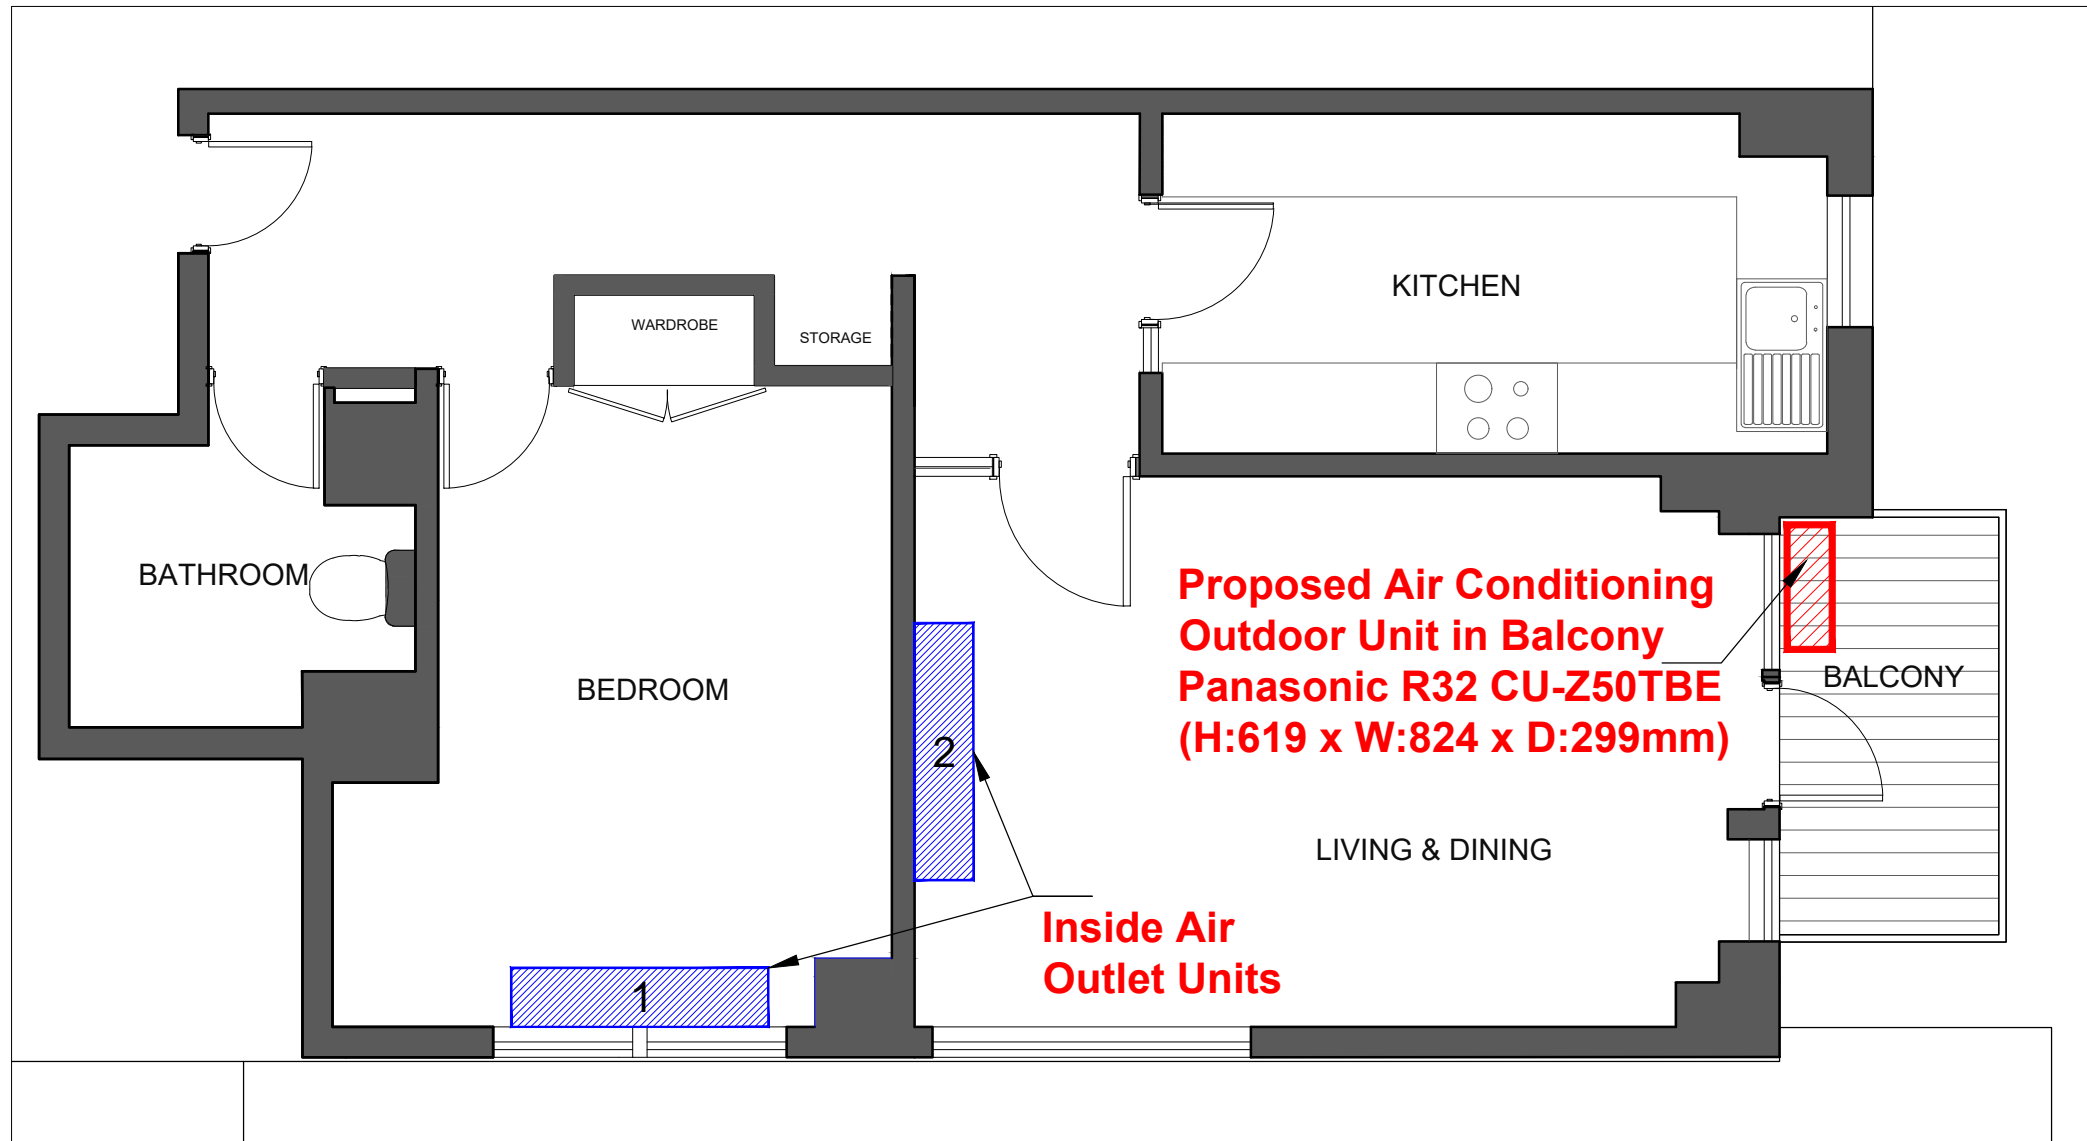 KITCHEN
WARDROBE
STORAGE
BATHROOM
BEDROOM
Proposed Air Conditioning
Outdoor Unit in Balcony
Panasonic R32 CU-Z50TBE
(H:619 x W:824 x D:299mm)
BALCONY
2
LIVING & DINING
Inside Air
Outlet Units
1